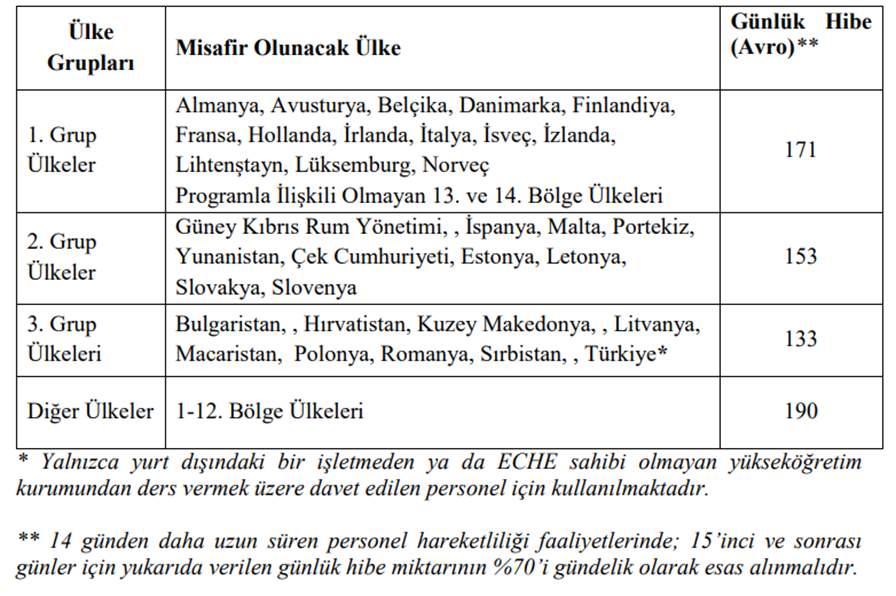 Ülke Grupları
Misafir Olunacak Ülke
Günlük Hibe (Avro)**
1. Grup Ülkeler
Almanya, Avusturya, Belçika, Danimarka, Finlandiya,
Fransa, Hollanda, İrlanda, İtalya, İsveç, İzlanda,
Lihtenştayn, Lüksemburg, Norveç
Programla İlişkili Olmayan 13. ve 14. Bölge Ülkeleri
171
2. Grup Ülkeler
Güney Kıbrıs Rum Yönetimi, , İspanya, Malta, Portekiz,
Yunanistan, Çek Cumhuriyeti, Estonya, Letonya,
Slovakya, Slovenya
153
3. Grup Ülkeleri
Bulgaristan, , Hırvatistan, Kuzey Makedonya, , Litvanya,
Macaristan, Polonya, Romanya, Sırbistan, , Türkiye*
133
Diğer Ülkeler
1-12. Bölge Ülkeleri
190
* Yalnızca yurt dışındaki bir işletmeden ya da ECHE sahibi olmayan yükseköğretim
kurumundan ders vermek üzere davet edilen personel için kullanılmaktadır.
** 14 günden daha uzun süren personel hareketliliği faaliyetlerinde; 15’inci ve sonrası
günler için yukarıda verilen günlük hibe miktarının %70’i gündelik olarak esas alınmalıdır.